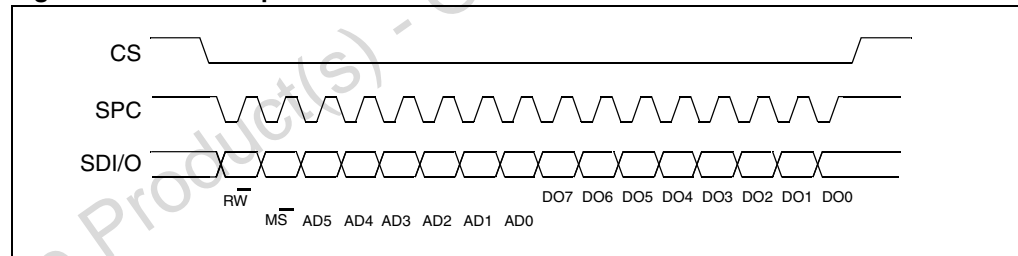 CS
SPC
SDI/O
RW
DO7 DO6 DO5 DO4 DO3 DO2 DO1 DO0
MS AD5 AD4 AD3 AD2 AD1 AD0
Product(s) -